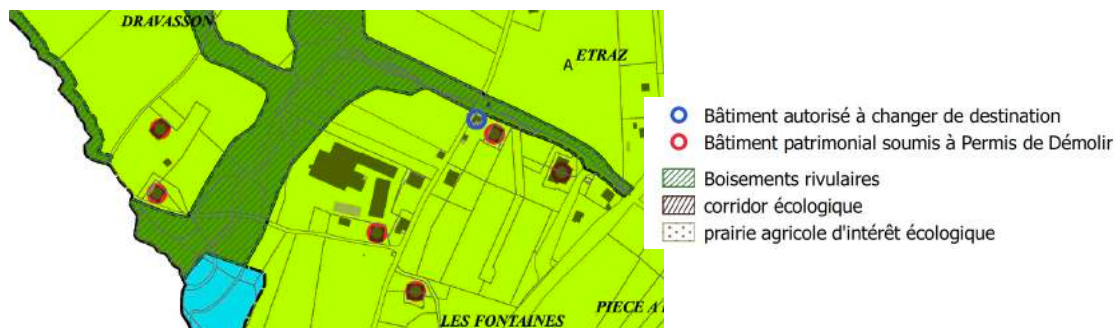 DRAVASSON
A ETRAZ
Bâtiment autorisé à changer de destination
Bâtiment patrimonial soumis à Permis de Démolir
Boisements rivulaires
corridor écologique
prairie agricole d'intérêt écologique
PIECE A
LES FONTAINES